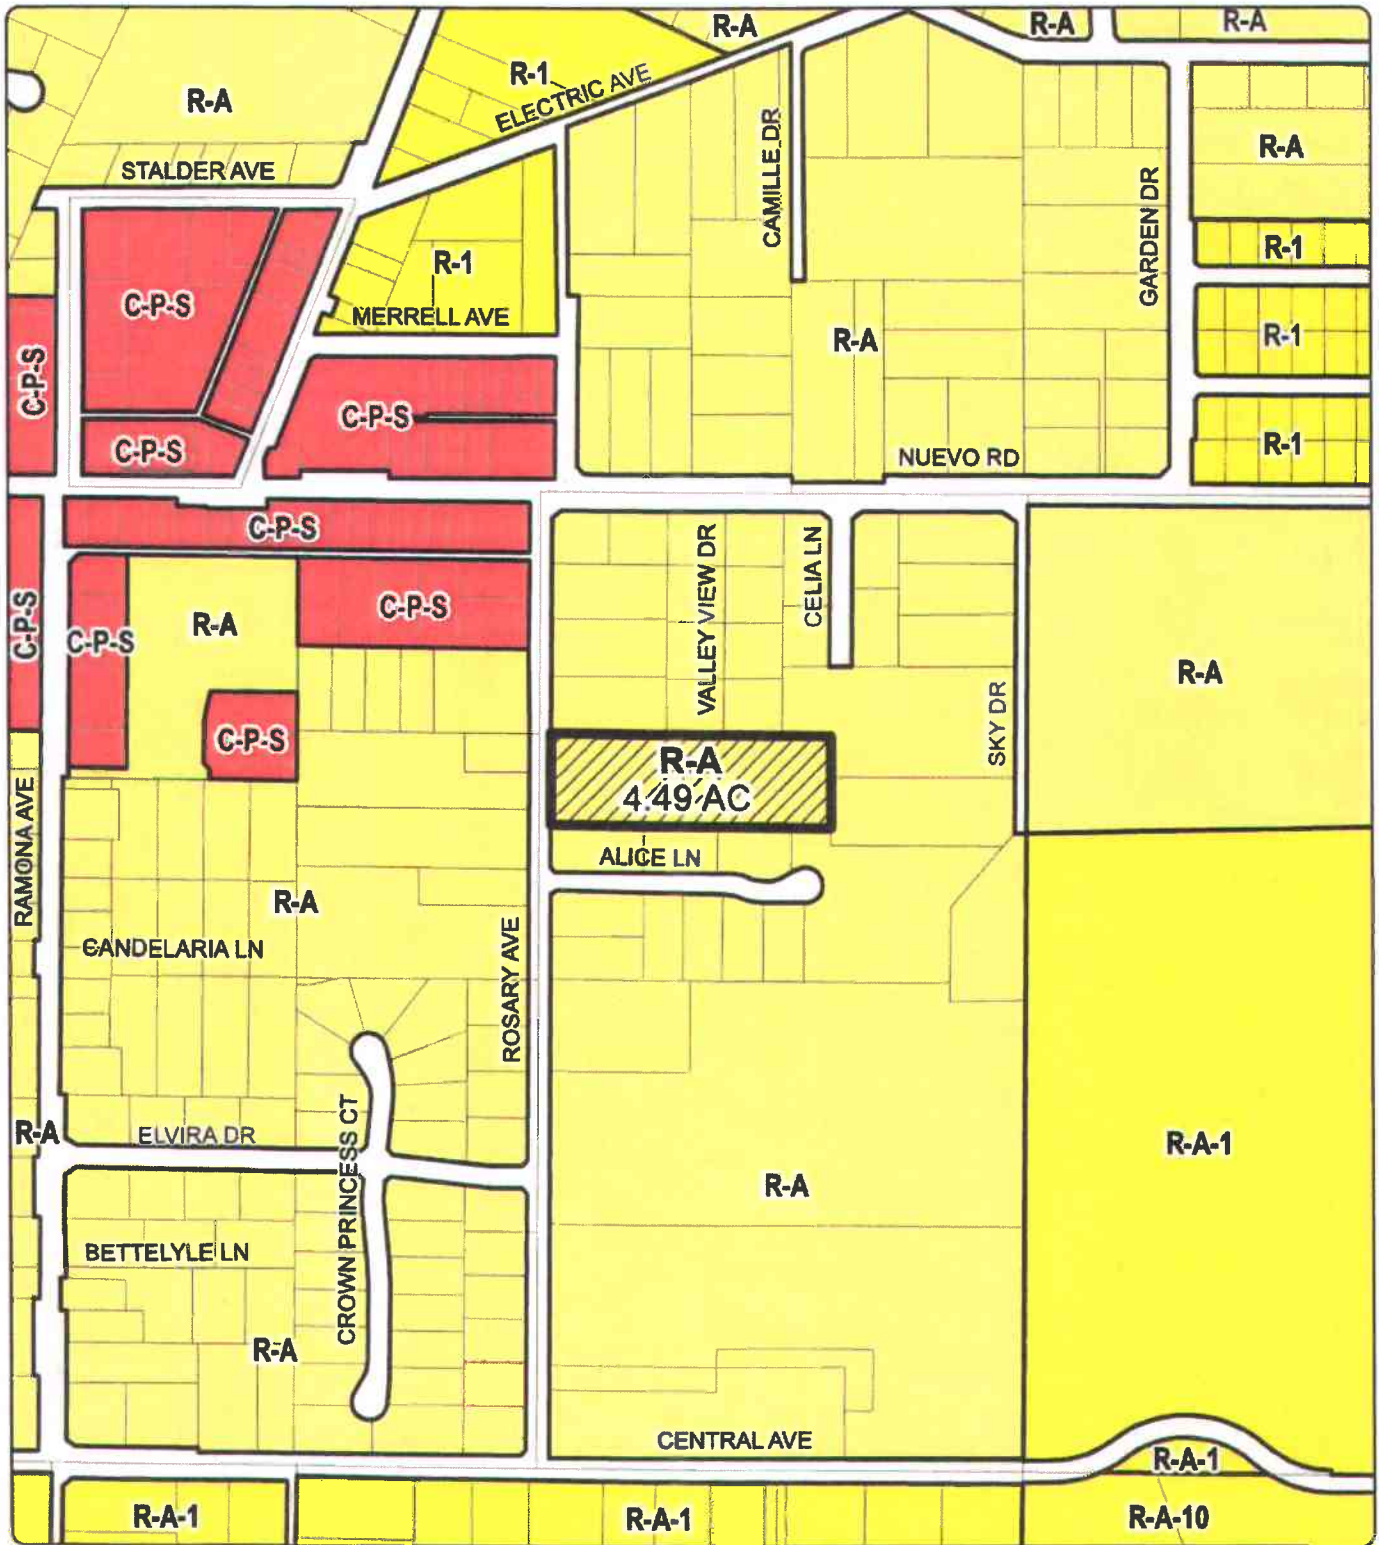 R-A
R-A
R-A
R-1
ELECTRIC AVE
R-A
STALDER AVE
CAMILLE DR
R-A
GARDEN DR
R-1
R-1
C-P-S
MERRELL AVE
R-1
R-A
C-P-S
C-P-S
C-P-S
NUEVO RD
R-1
C-P-S
VALLEY VIEW DR
CELIA LN
C-P-S
C-P-S
R-A
C-P-S
R-A
SKY DR
C-P-S
R-A
4.49 AC
RAMONA AVE
ALICE LN
R-A
CANDELARIA LN
ROSARY AVE
R-A
ELVIRA DR
CROWN PRINCESS CT
R-A-1
R-A
BETTELYLE LN
R-A
CENTRAL AVE
R-A-1
R-A-1
R-A-1
R-A-10